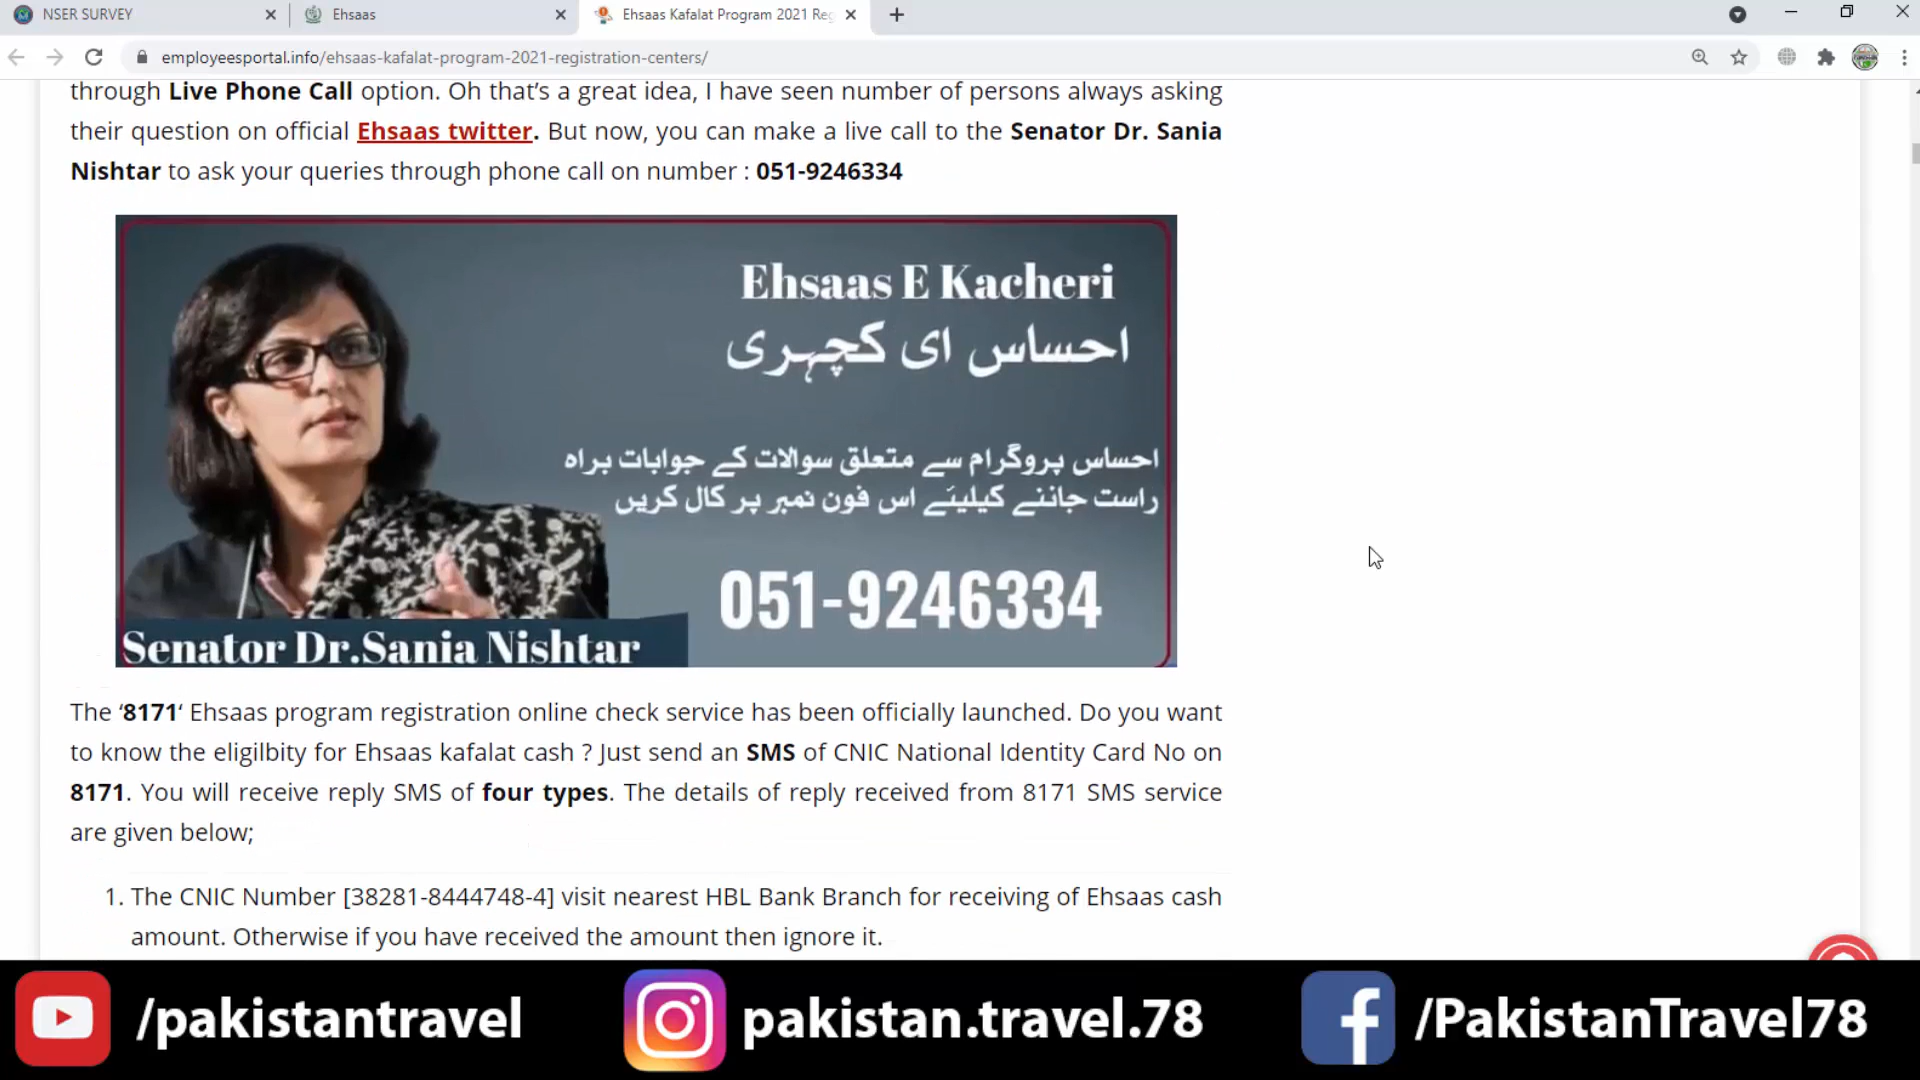 NSER SURVEY
Ehsaas
Ehsaas Kafalat Program 2021 Reg
employeesportal.info/ehsaas-kafalat-program-2021-registration-centers/
through Live Phone Call option. Oh that’s a great idea, I have seen number of persons always asking
their question on official Ehsaas twitter. But now, you can make a live call to the Senator Dr. Sania
Nishtar to ask your queries through phone call on number : 051-9246334
Ehsaas E Kacheri
احساس ای کچہری
احساس پروگرام سے متعلق سوالات کے جوابات براہ
راست جاننے کیلیئے اس فون نمبر پر کال کریں
051-9246334
Senator Dr.Sania Nishtar
The ‘8171‘ Ehsaas program registration online check service has been officially launched. Do you want
to know the eligilbity for Ehsaas kafalat cash ? Just send an SMS of CNIC National Identity Card No on
8171. You will receive reply SMS of four types. The details of reply received from 8171 SMS service
are given below;
1. The CNIC Number [38281-8444748-4] visit nearest HBL Bank Branch for receiving of Ehsaas cash
amount. Otherwise if you have received the amount then ignore it.
/pakistantravel
pakistan.travel.78
/PakistanTravel78